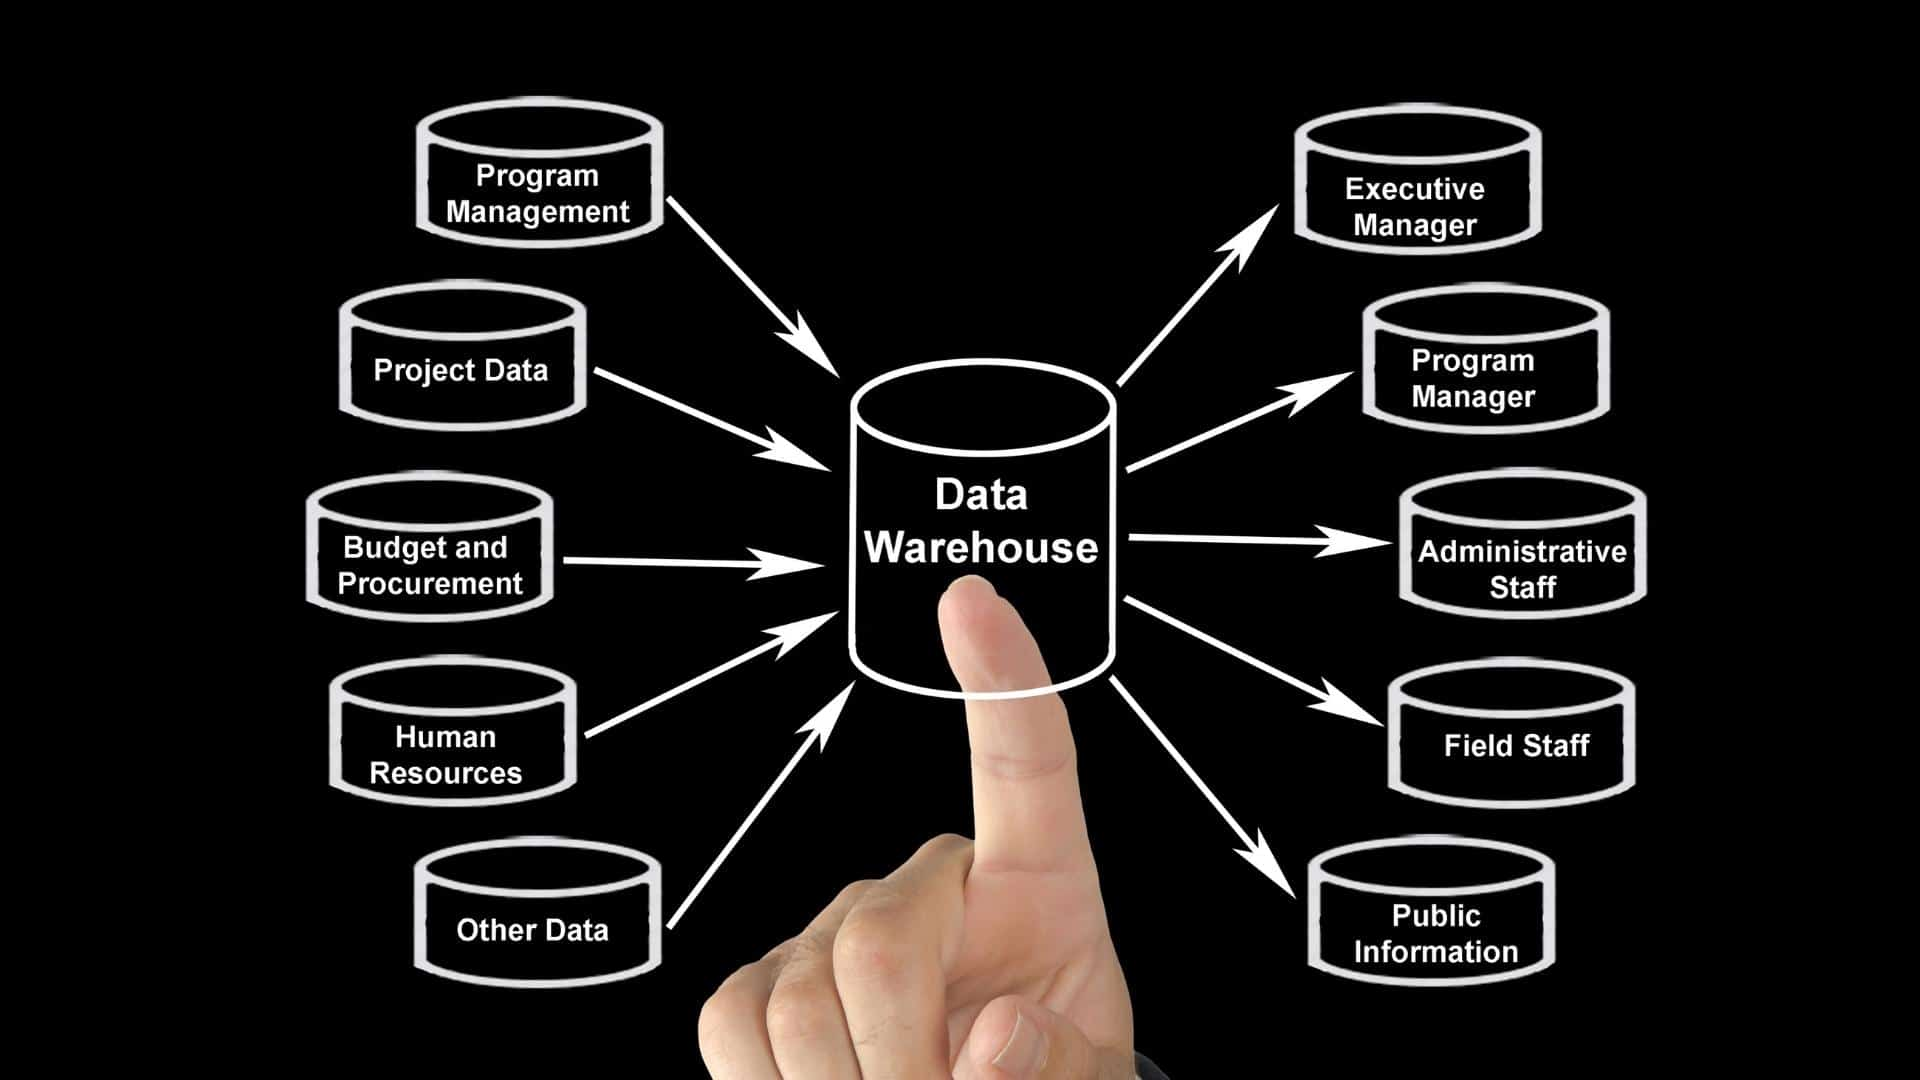 Program
Management
Project Data
Budget and
Procurement
Human
Resources
Other Data
Data
Warehouse
Executive
Manager
Program
Manager
Administrative
Staff
Field Staff
Public
Information